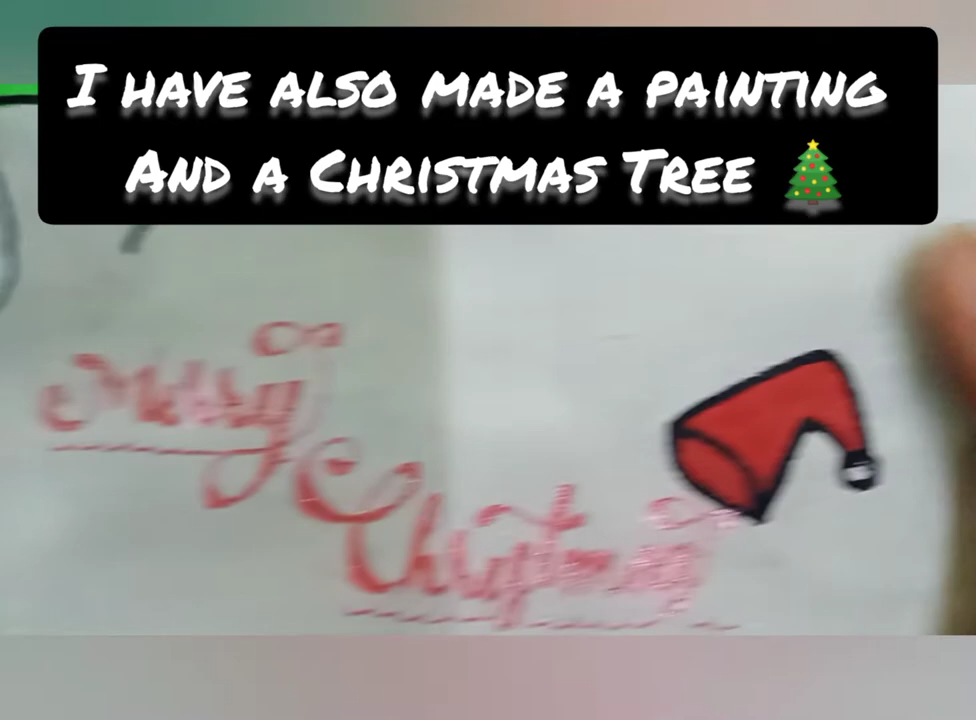 I HAVE ALSO MADE A PAINTING
AND A CHRISTMAS TREE 🎄
Merry
Christmas